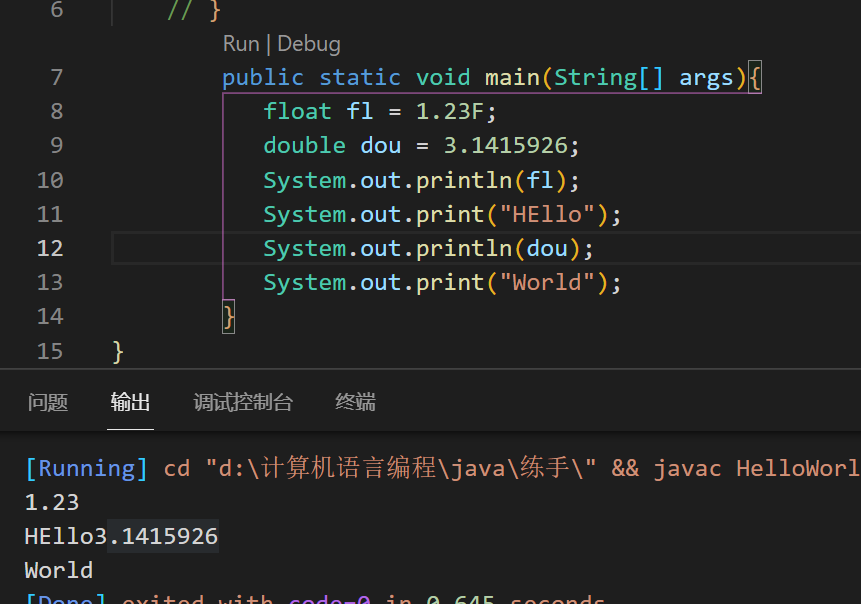 6 // }
Run | Debug
7 public static void main(String[] args){
8 float fl = 1.23F;
9 double dou = 3.1415926;
10 System.out.println(fl);
11 System.out.print("HEllo");
12 System.out.println(dou);
13 System.out.print("World");
14 }
15 }
问题 输出 调试控制台 终端
[Running] cd "d:\计算机语言编程\java\练手\" && javac HelloWorl
1.23
HEllo3.1415926
World
[Done] exited with code=0 in 0.645 seconds